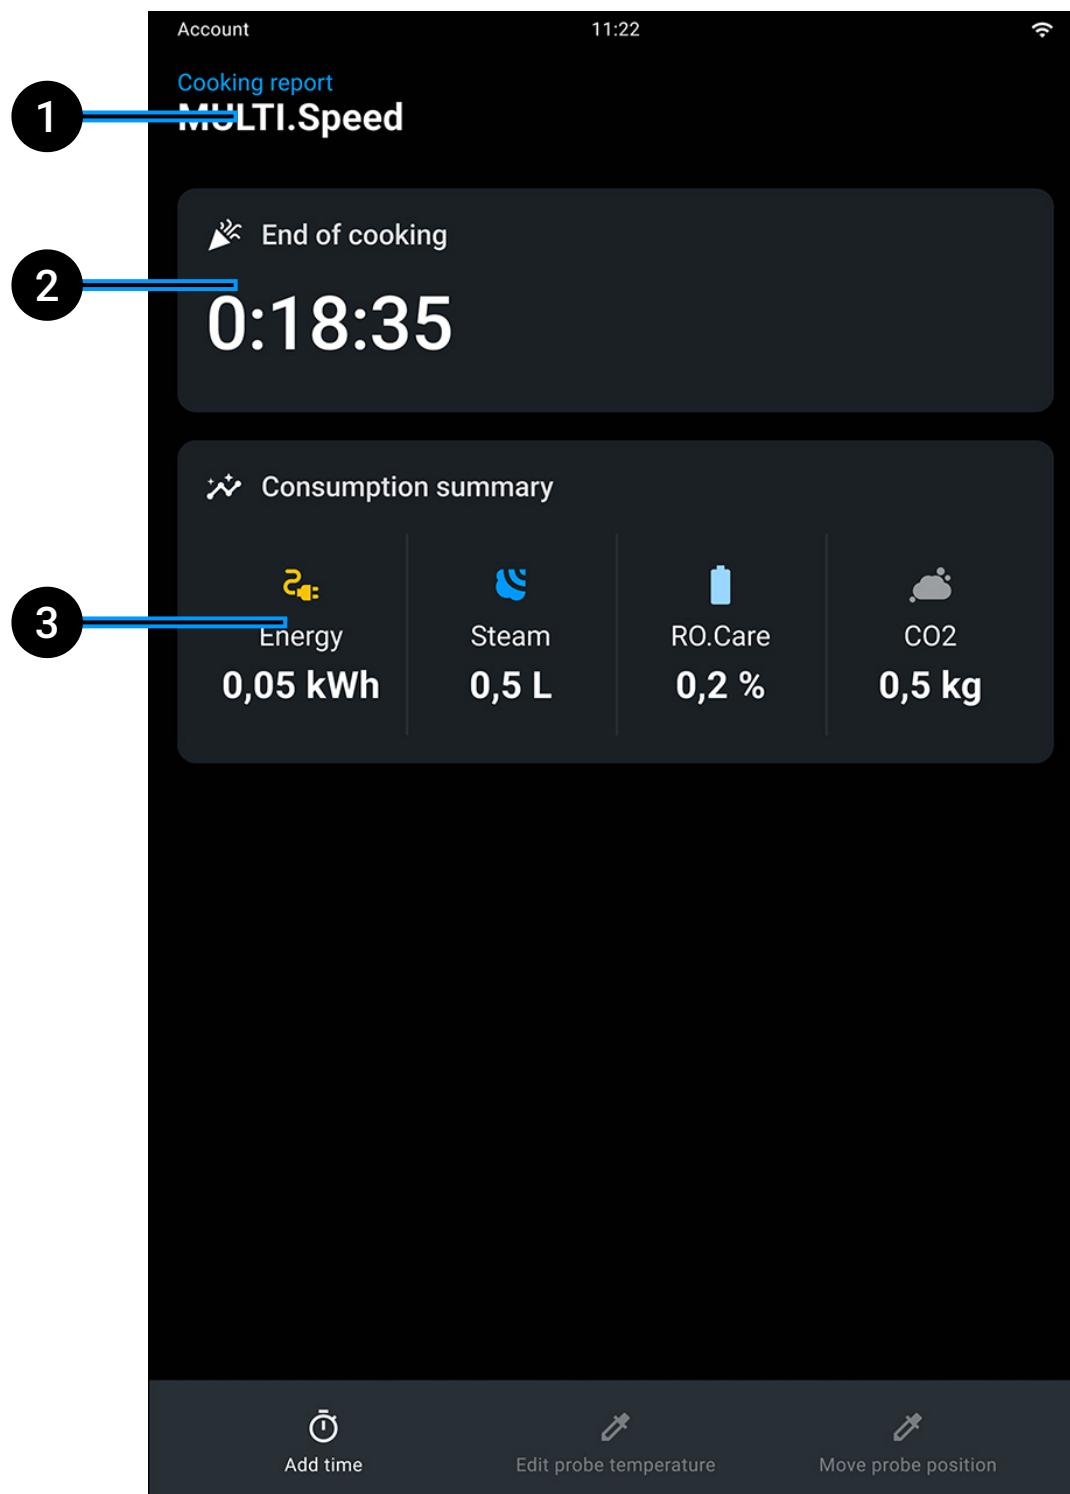 Account 11:22
Cooking report
1
MULTI.Speed
End of cooking
2
0:18:35
Consumption summary
3
Energy Steam RO.Care CO2
0,05 kWh 0,5 L 0,2 % 0,5 kg
Add time Edit probe temperature Move probe position